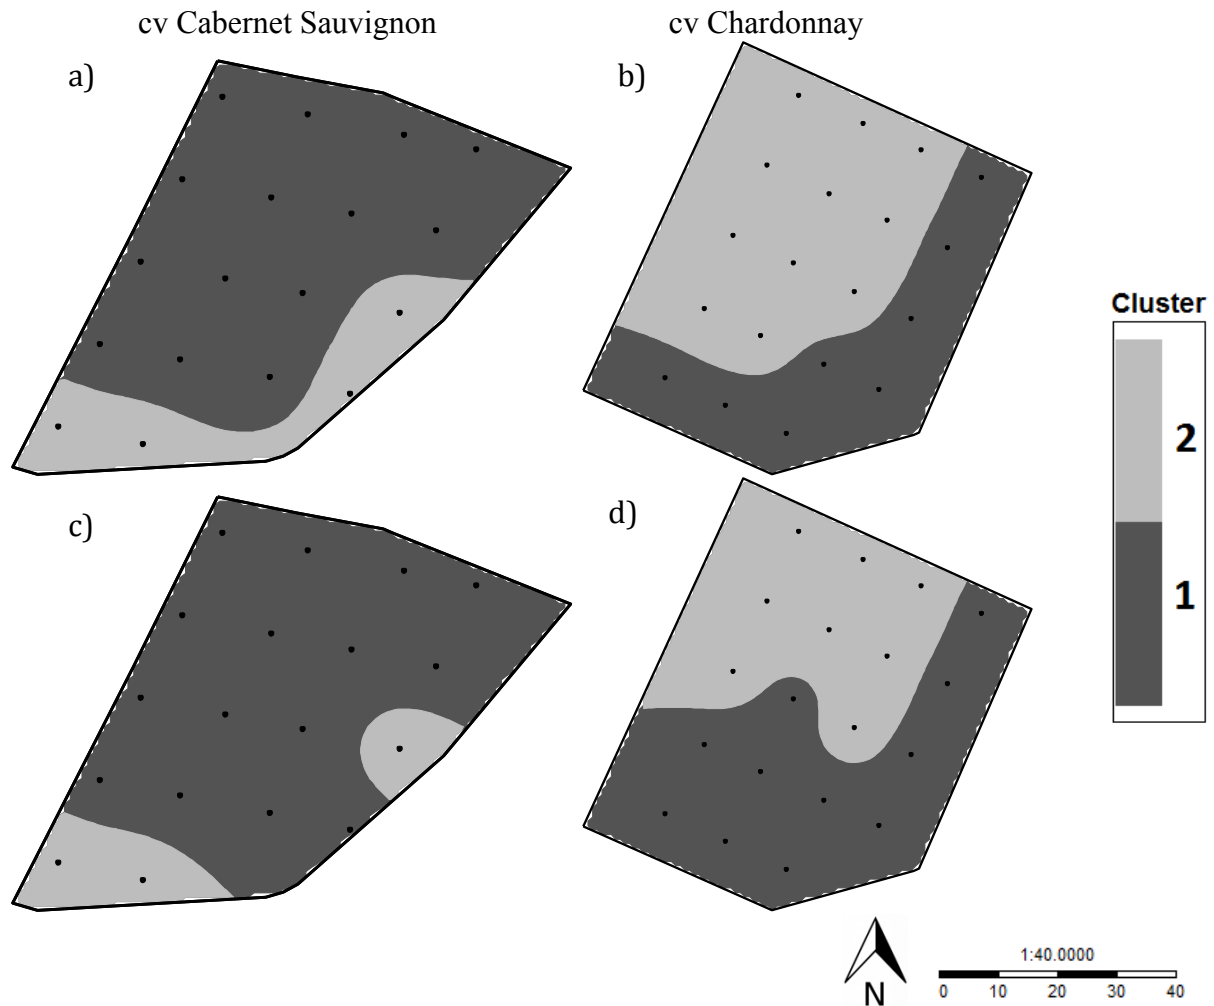 cv Cabernet Sauvignon
cv Chardonnay
a)
b)
Cluster
2
1
c)
d)
1:40.0000
N
0 10 20 30 40